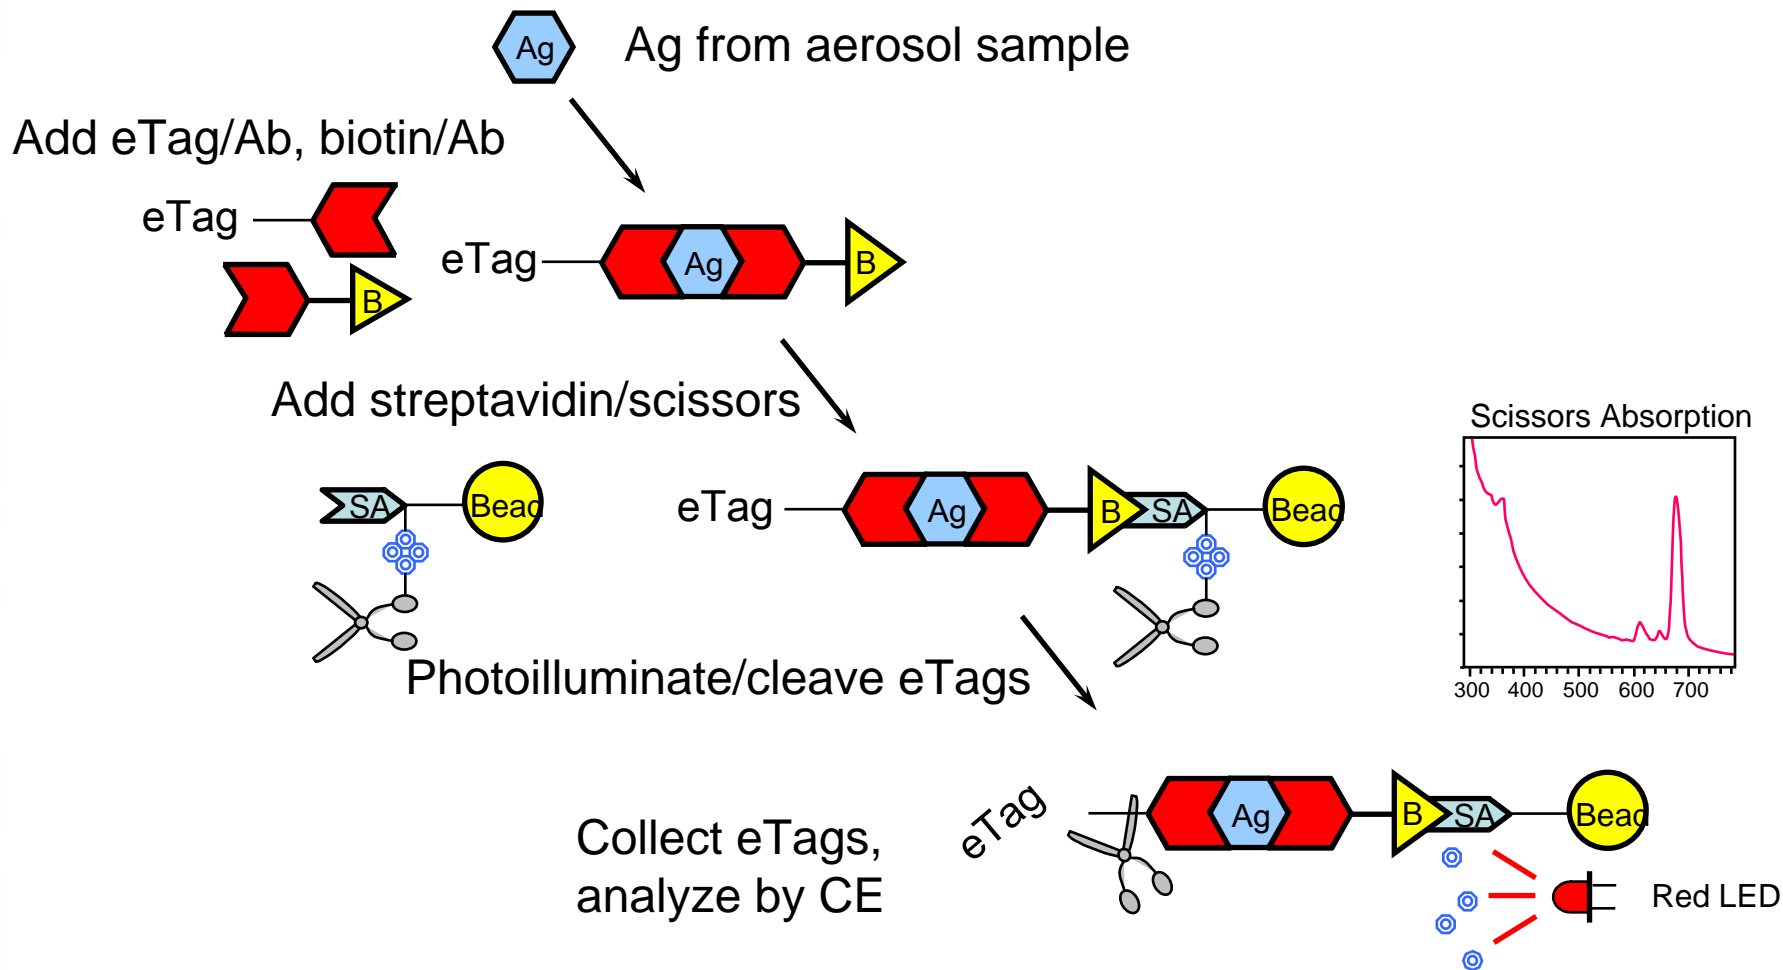 Ag
Ag from aerosol sample
Add eTag/Ab, biotin/Ab
eTag
B
eTag
Ag
B
Add streptavidin/scissors
SA
Bead
eTag
Ag
B
SA
Bead
Scissors Absorption
300 400 500 600 700
Photoilluminate/cleave eTags
eTag
Ag
B
SA
Bead
Collect eTags,
analyze by CE
Red LED